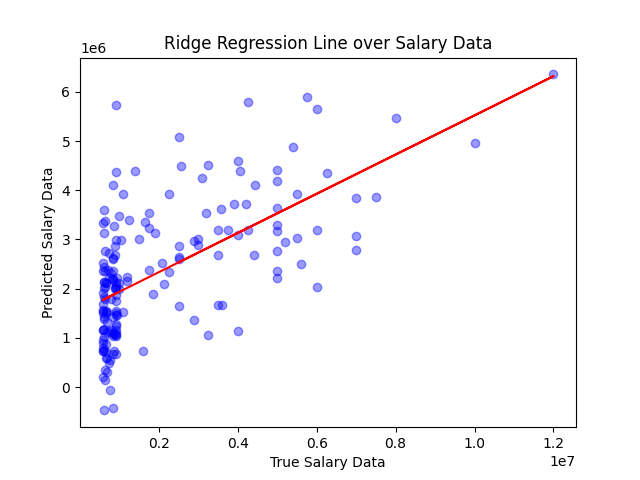 Ridge Regression Line over Salary Data
1e6
6
5
4
3
2
1
0
Predicted Salary Data
0.2
0.4
0.6
0.8
1.0
1.2
1e7
True Salary Data